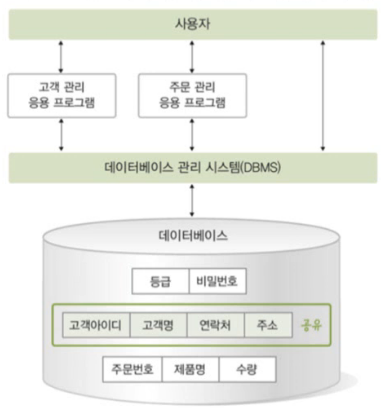 사용자
고객 관리
응용 프로그램
주문 관리
응용 프로그램
데이터베이스 관리 시스템(DBMS)
데이터베이스
등급 비밀번호
고객아이디 고객명 연락처 주소 공유
주문번호 제품명 수량